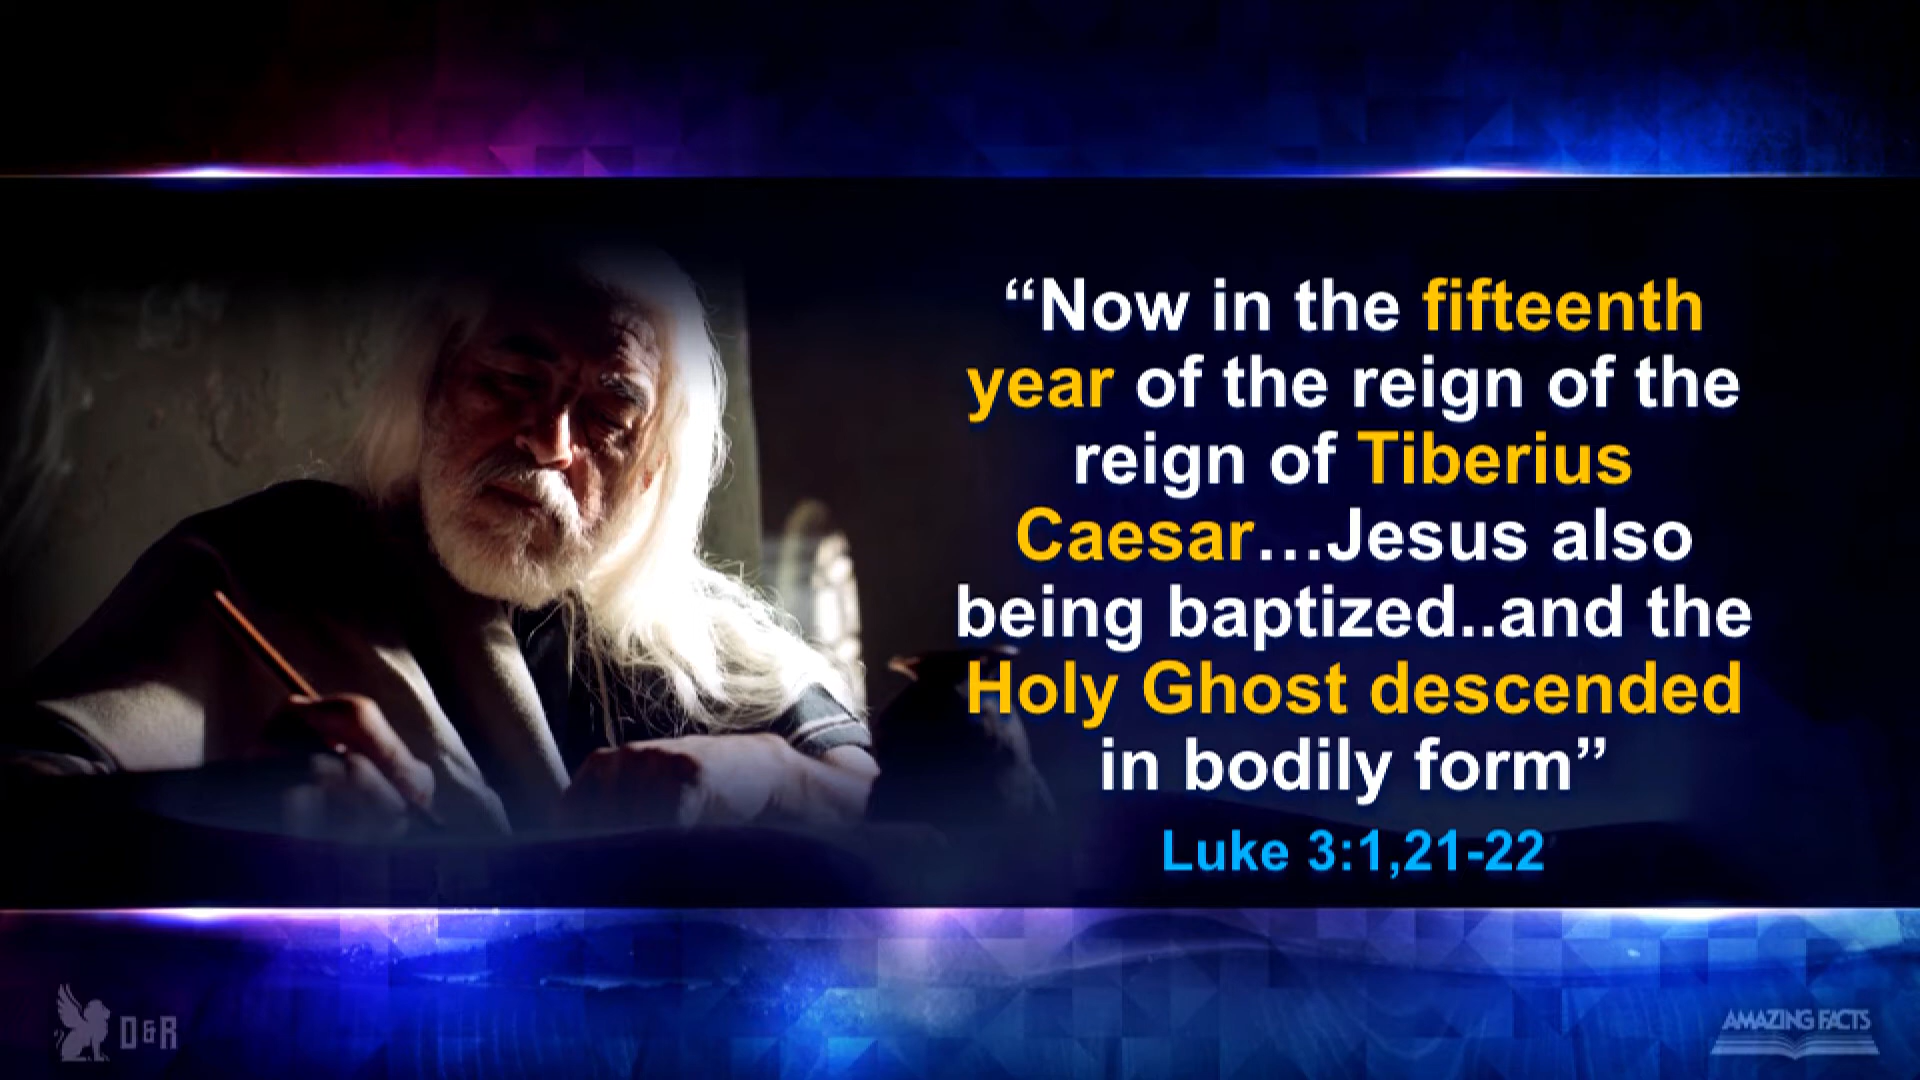 “Now in the fifteenth
year of the reign of the
reign of Tiberius
Caesar…Jesus also
being baptized..and the
Holy Ghost descended
in bodily form”
Luke 3:1,21-22
D&R
AMAZING FACTS